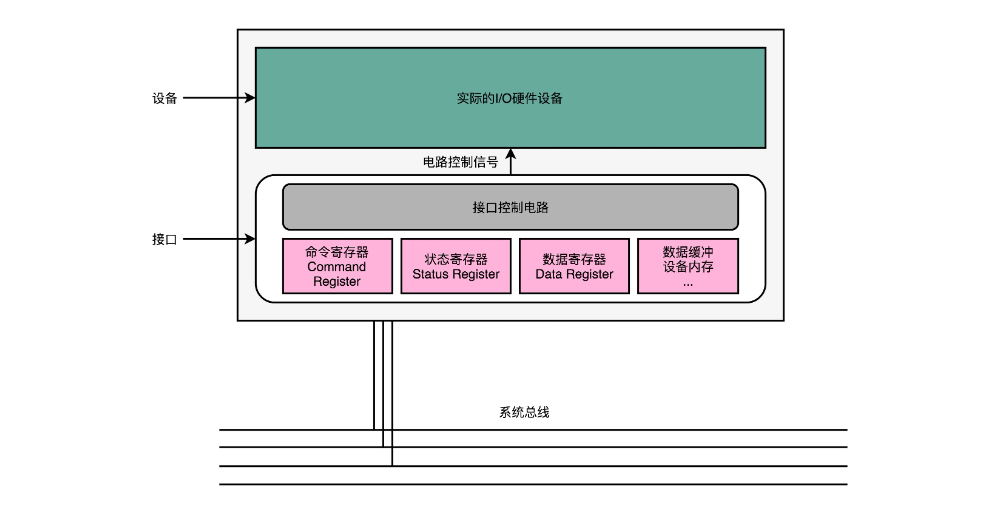 设备
实际的I/O硬件设备
电路控制信号
接口
接口控制电路
命令寄存器
Command
Register
状态寄存器
Status Register
数据寄存器
Data Register
数据缓冲
设备内存
...
系统总线